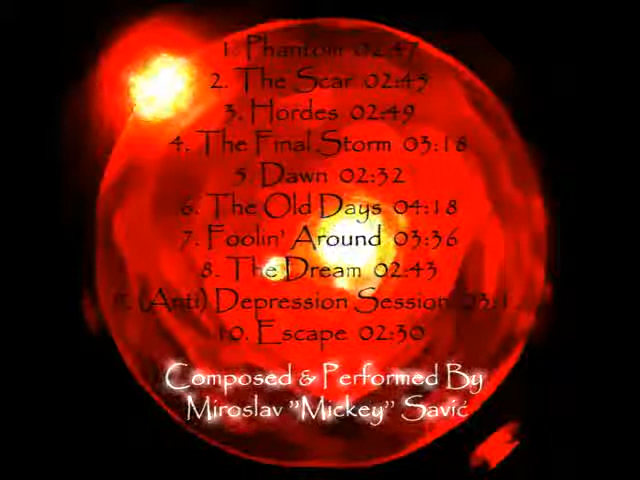 1. Phantom 02:47
2. The Scar 02:45
3. Hordes 02:49
4. The Final Storm 03:18
5. Dawn 02:32
6. The Old Days 04:18
7. Foolin' Around 03:36
8. The Dream 02:43
(Anti) Depression Session
10. Escape 02:30
Composed & Performed By
Miroslav "Mickey" Savić